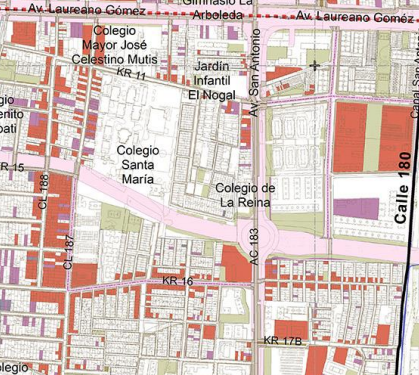 Gimnasio La
Av Laureano Gómez
Arboleda
Av Laureano Goméz
Colegio
Mayor José
Celestino Mutis
KR 11
Jardín
Infantil
El Nogal
Av. San Antonio
Canal San
Colegio
Santa
María
R 15
CL 188
Colegio de
La Reina
Calle 180
CL 187
AC 183
KR 16
KR 17B